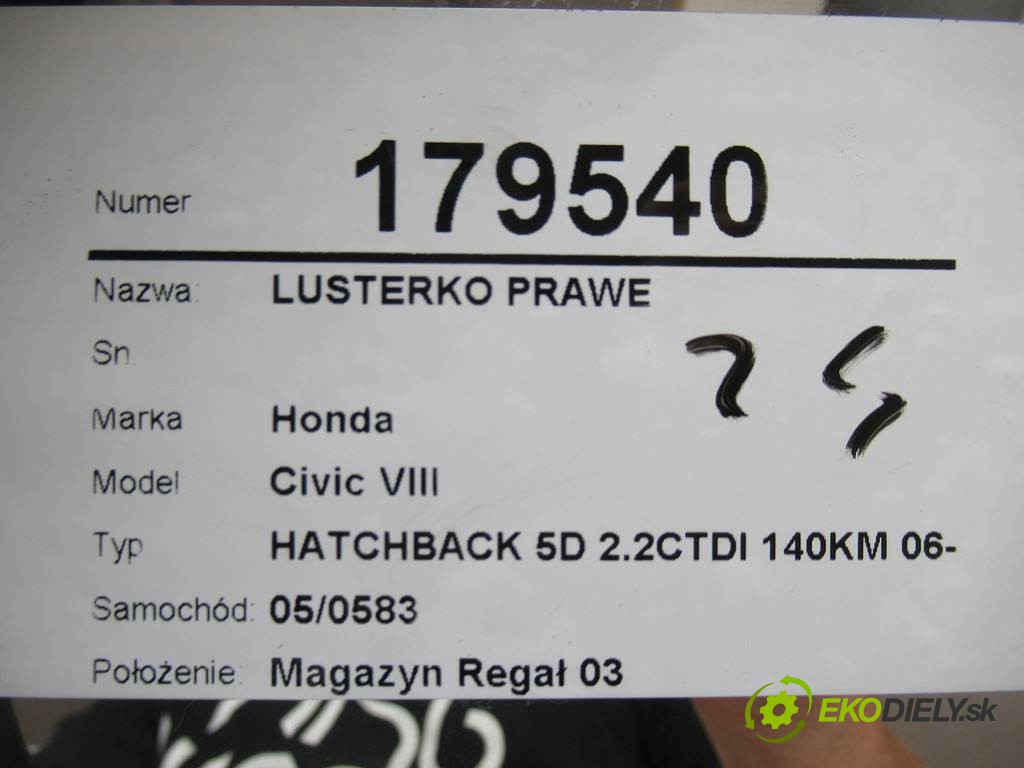 Numer 179540
Nazwa: LUSTERKO PRAWE
Sn.
Marka Honda
Model Civic VIII
Typ HATCHBACK 5D 2.2CTDI 140KM 06-
Samochód: 05/0583
Położenie: Magazyn Regał 03
EKODIELY.sk